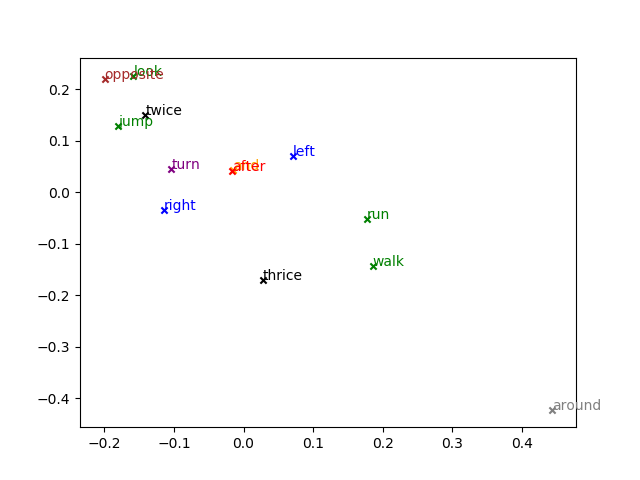 look
opposite
0.2
twice
jump
0.1
turn
after
left
0.0
right
run
−0.1
walk
thrice
−0.2
−0.3
−0.4
around
−0.2 −0.1 0.0 0.1 0.2 0.3 0.4